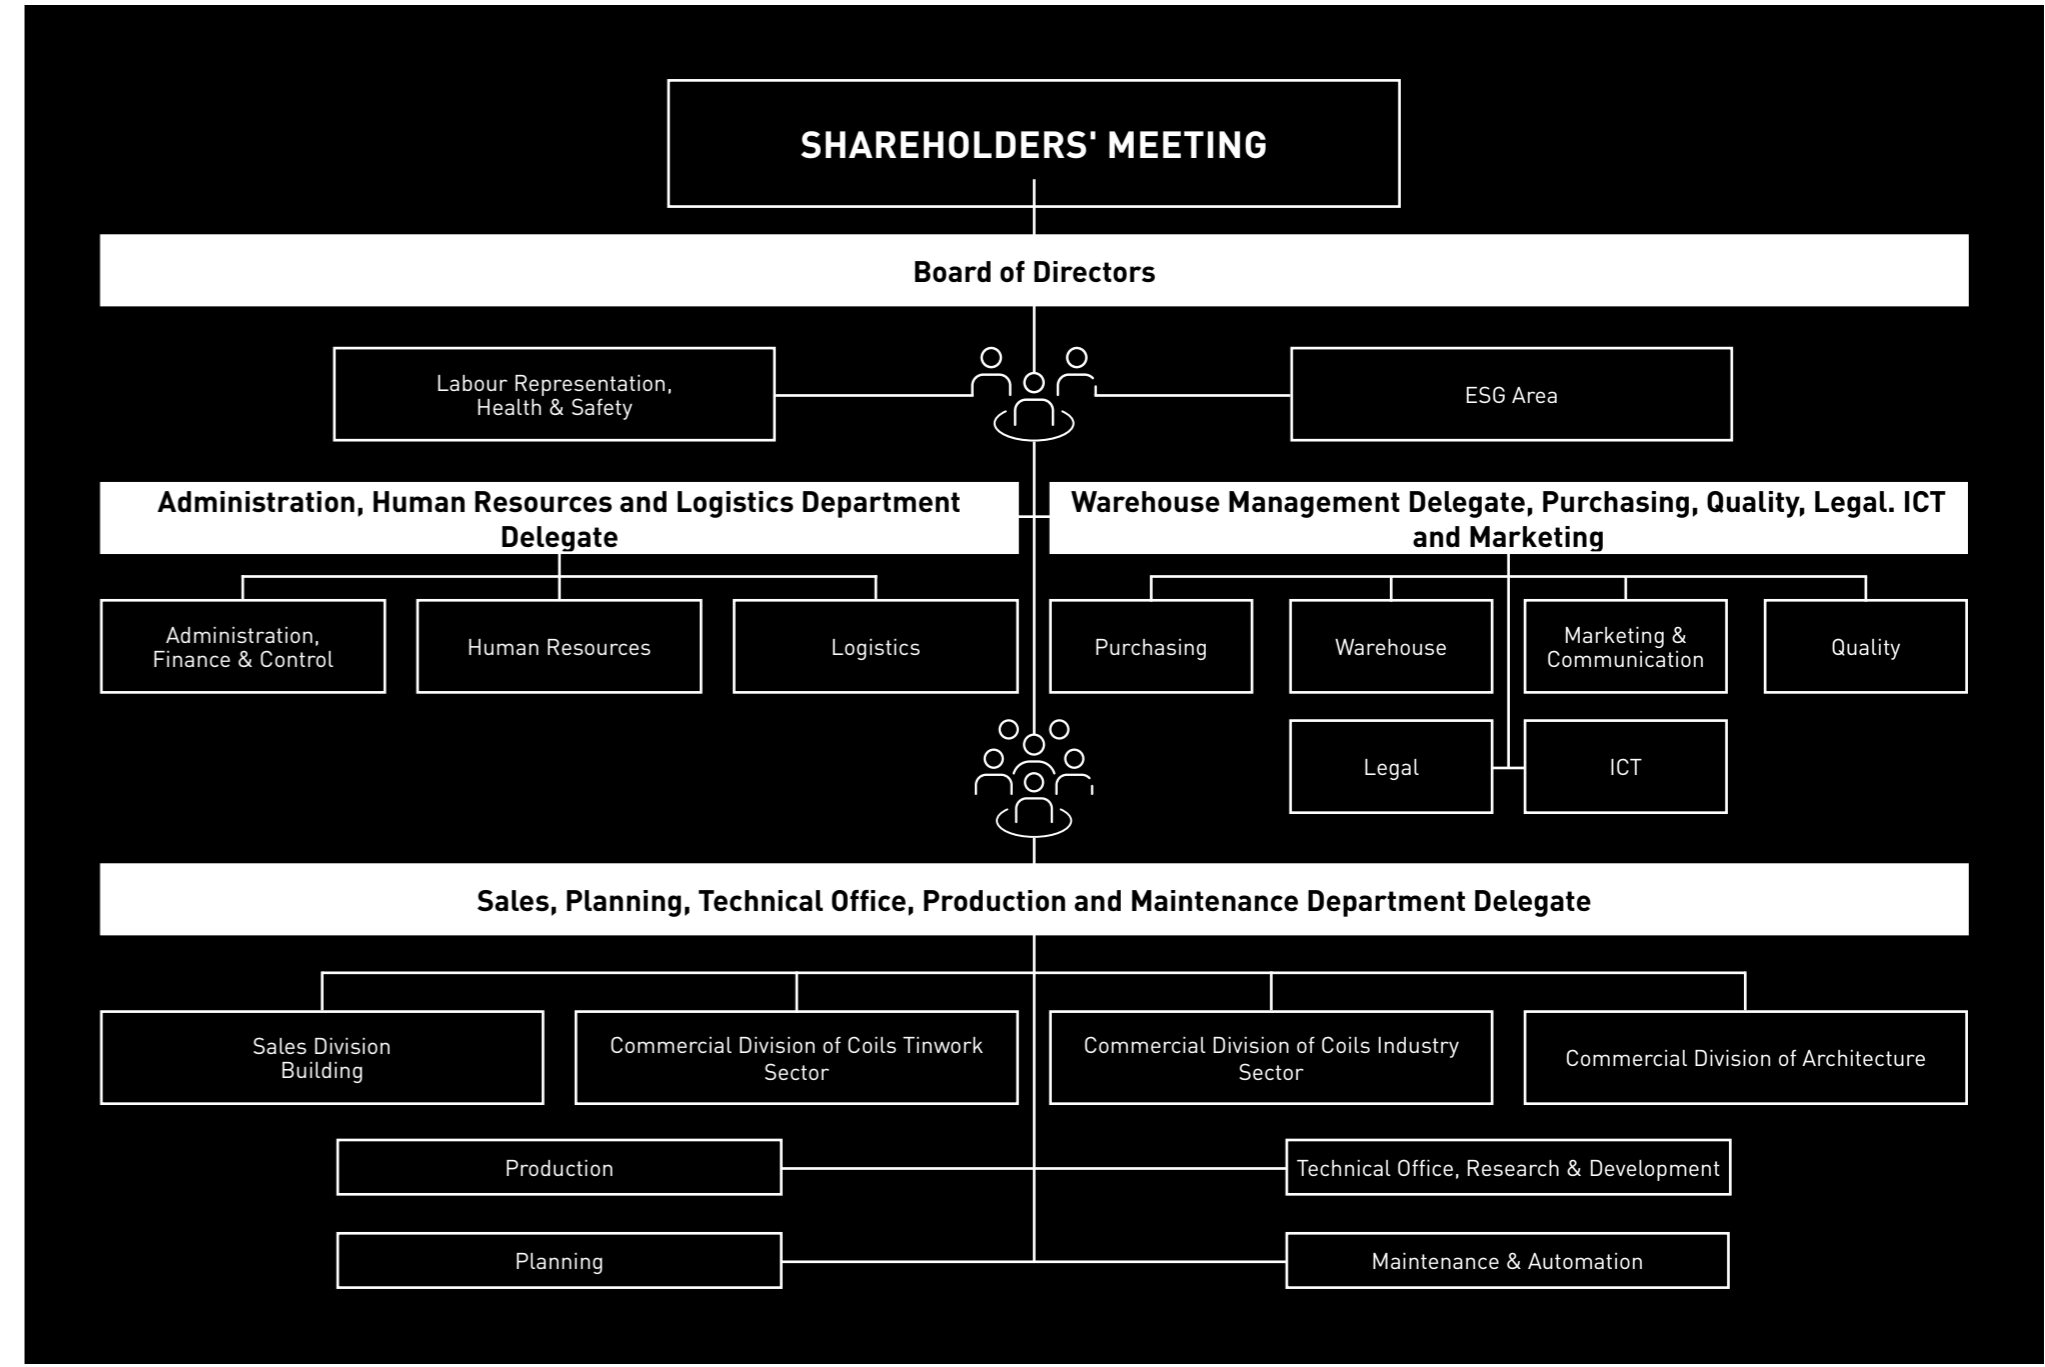 SHAREHOLDERS' MEETING
Board of Directors
Labour Representation,
Health & Safety
ESG Area
Administration, Human Resources and Logistics Department
Delegate
Warehouse Management Delegate, Purchasing, Quality, Legal. ICT
and Marketing
Administration,
Finance & Control
Human Resources
Logistics
Purchasing
Warehouse
Marketing &
Communication
Quality
Legal
ICT
Sales, Planning, Technical Office, Production and Maintenance Department Delegate
Sales Division
Building
Commercial Division of Coils Tinwork
Sector
Commercial Division of Coils Industry
Sector
Commercial Division of Architecture
Production
Technical Office, Research & Development
Planning
Maintenance & Automation